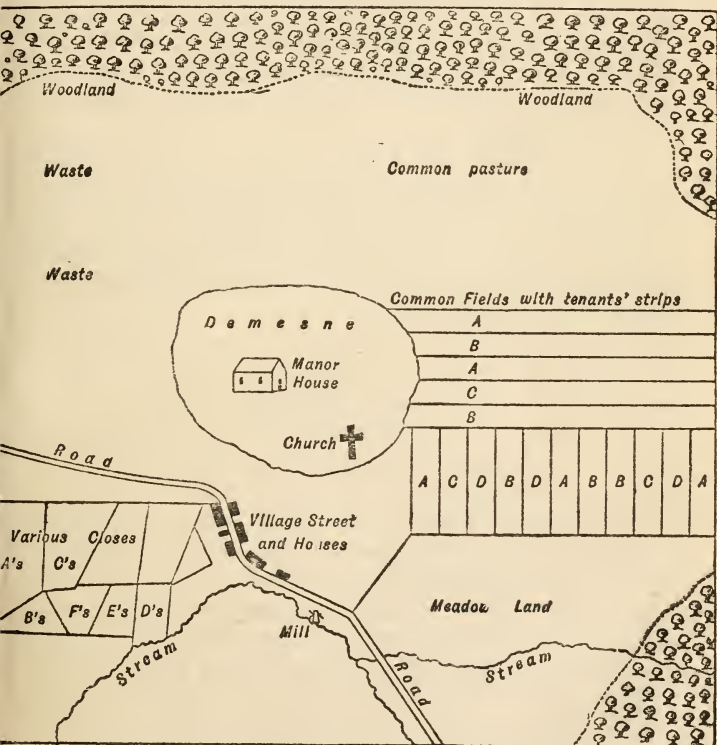 Woodland
Woodland
Waste
Common pasture
Waste
Common Fields with tenants' strips
Demesne
A
B
Manor
House
A
C
B
Church
Road
A C D B D A B B C D A
Village Street
and Houses
Various Closes
A's C's
B's F's E's D's
Meadow Land
Mill
Stream
Road
Stream